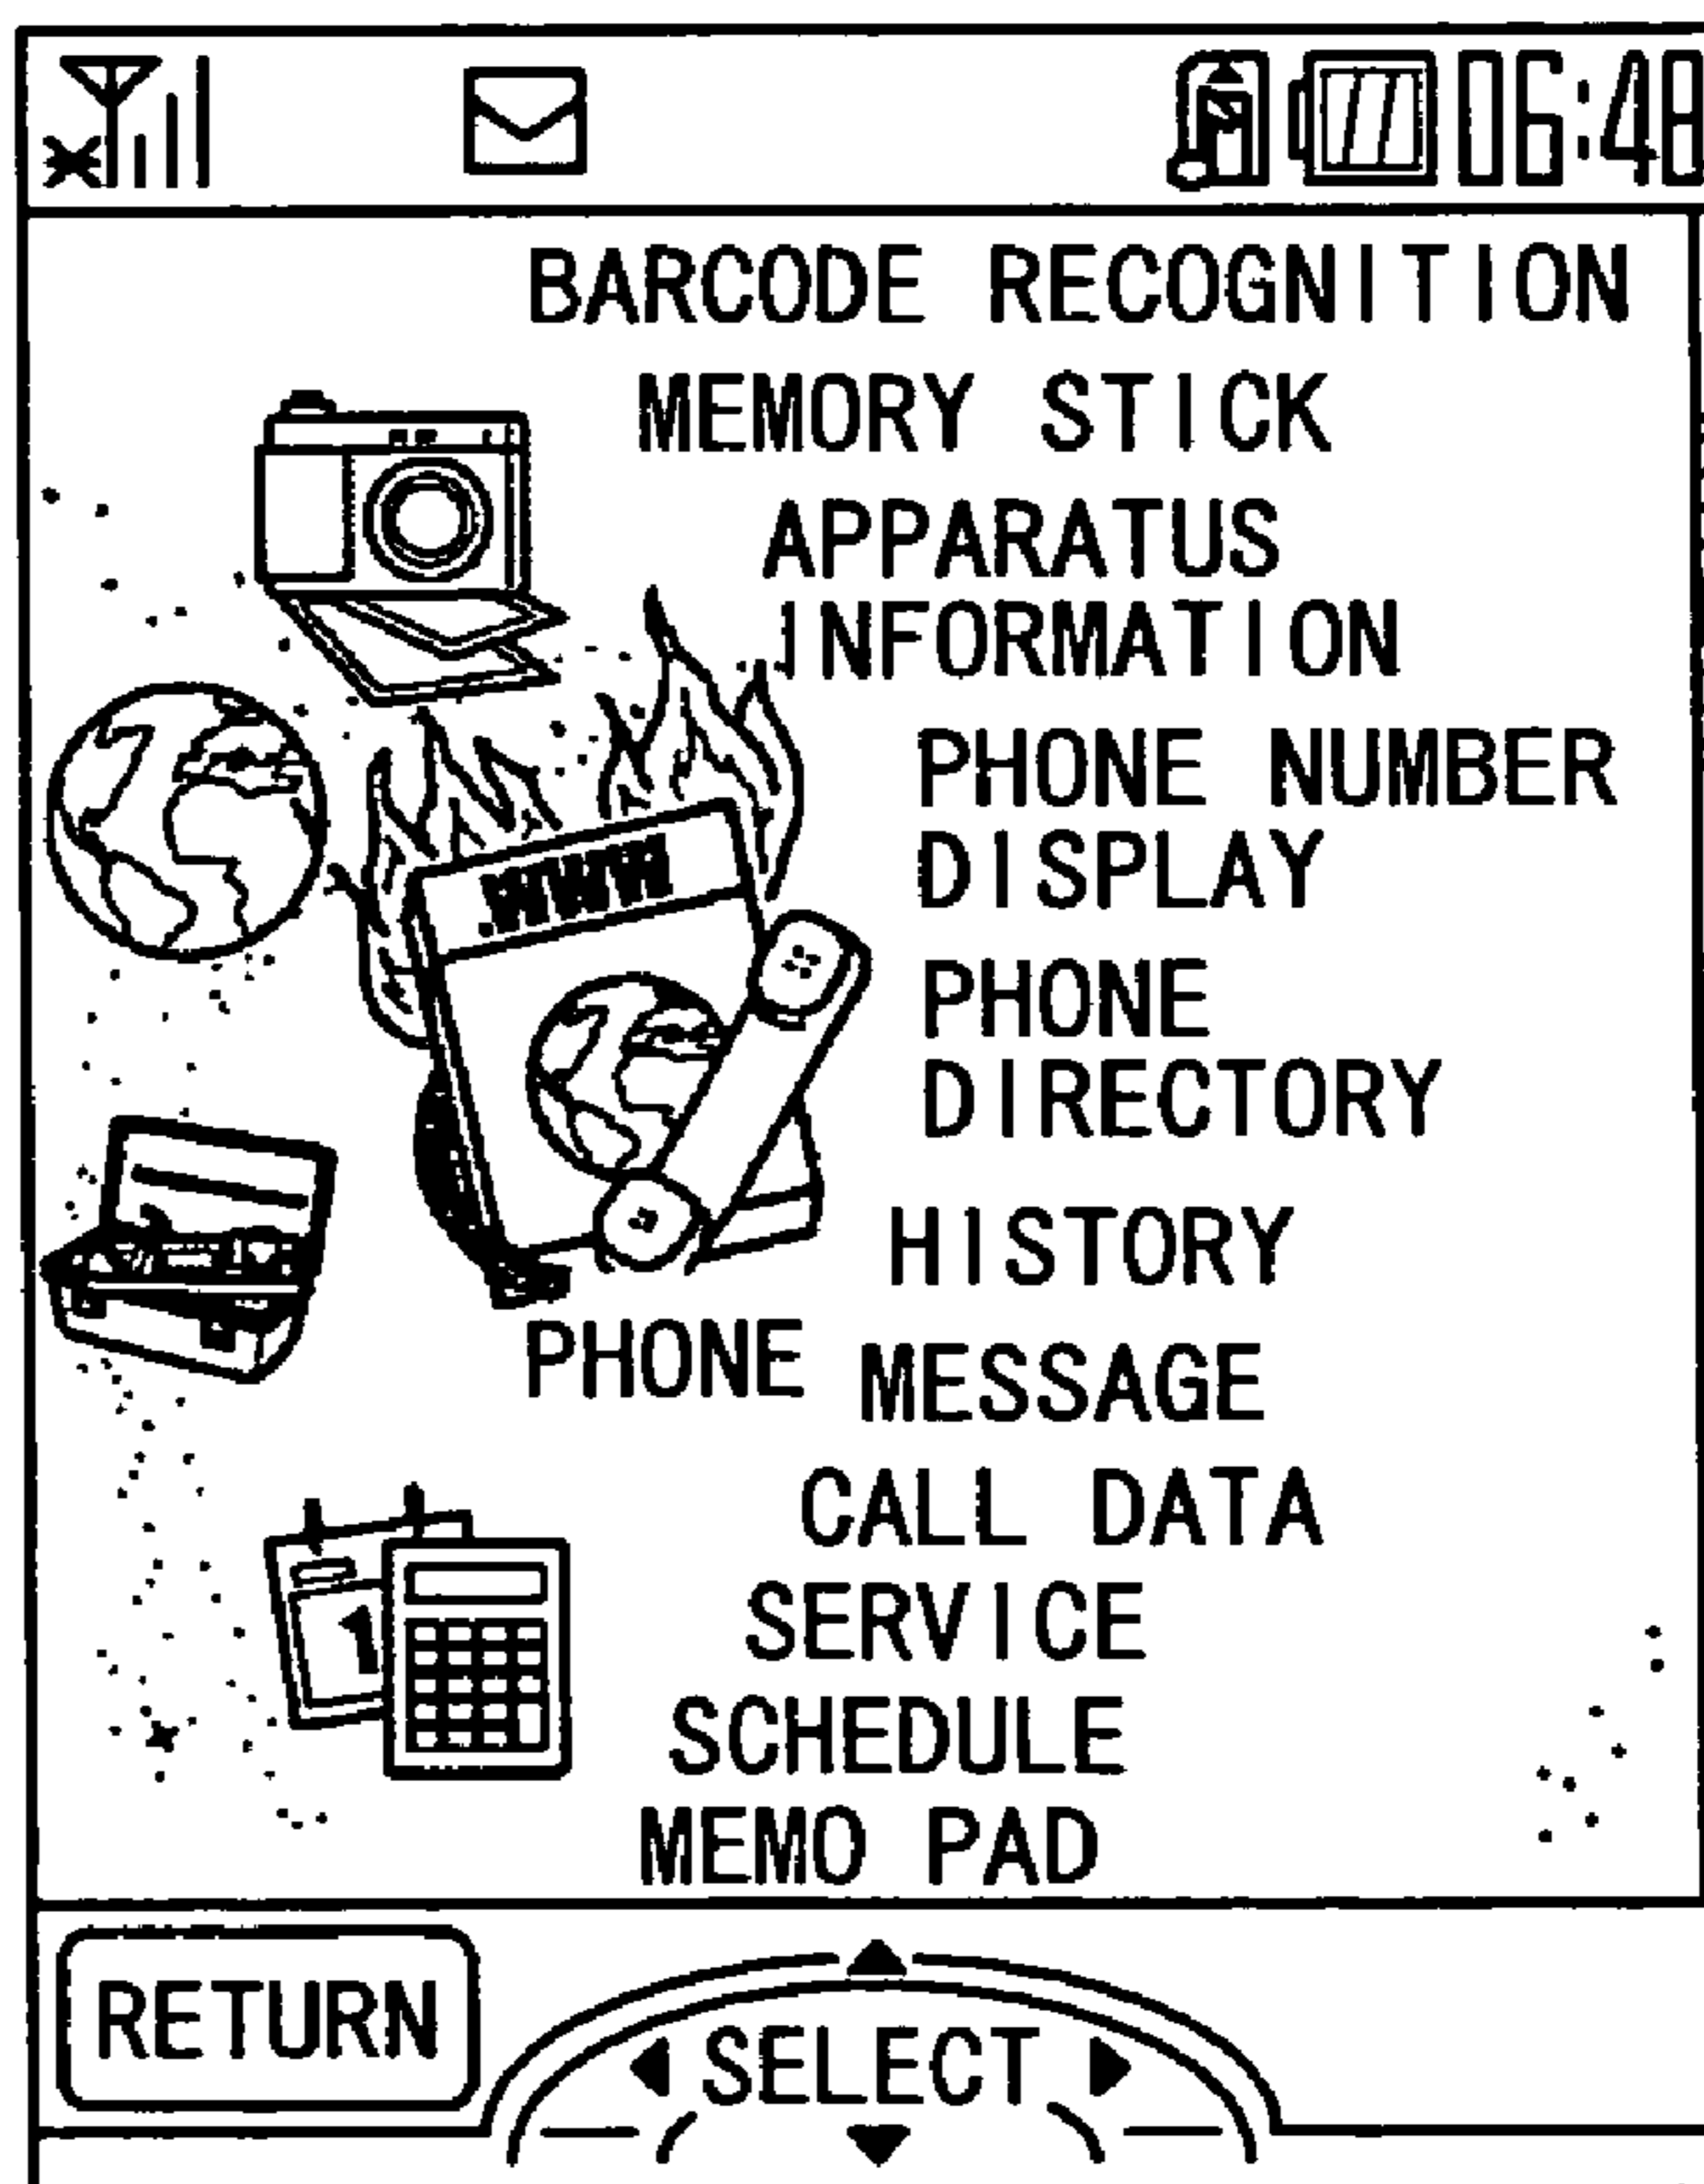 06:48
BARCODE RECOGNITION
MEMORY STICK
APPARATUS
INFORMATION
PHONE NUMBER
DISPLAY
PHONE
DIRECTORY
HISTORY
PHONE
MESSAGE
CALL DATA
SERVICE
1
SCHEDULE
MEMO PAD
RETURN
SELECT